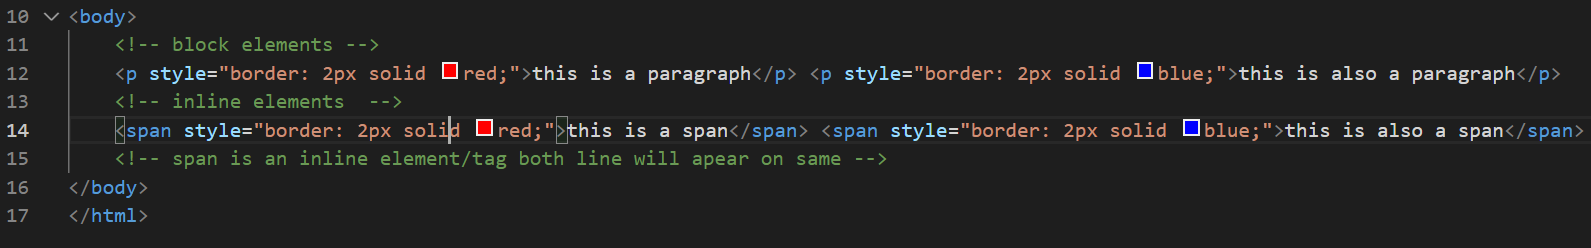 10 <body>
11 <!-- block elements -->
12 <p style="border: 2px solid red;">this is a paragraph</p> <p style="border: 2px solid blue;">this is also a paragraph</p>
13 <!-- inline elements  -->
14 <span style="border: 2px solid red;">this is a span</span> <span style="border: 2px solid blue;">this is also a span</span>
15 <!-- span is an inline element/tag both line will apear on same -->
16 </body>
17 </html>